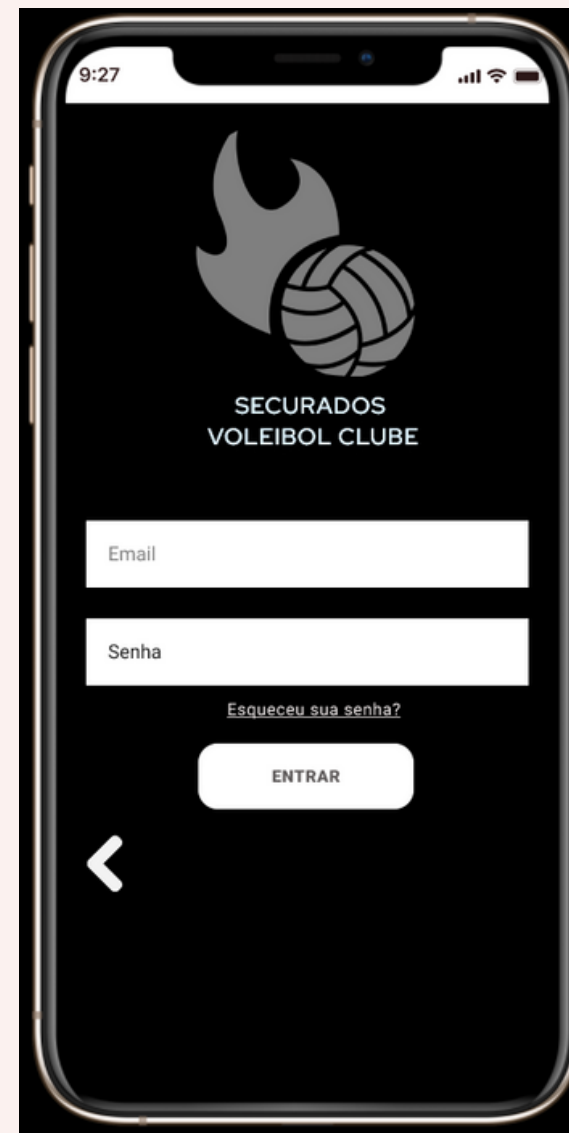 9:27
SECURADOS
VOLEIBOL CLUBE
Email
Senha
Esqueceu sua senha?
ENTRAR